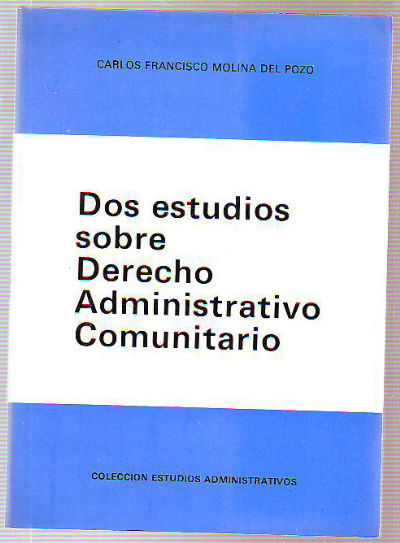 CARLOS FRANCISCO MOLINA DEL POZO
Dos estudios
sobre
Derecho
Administrativo
Comunitario
COLECCION ESTUDIOS ADMINISTRATIVOS